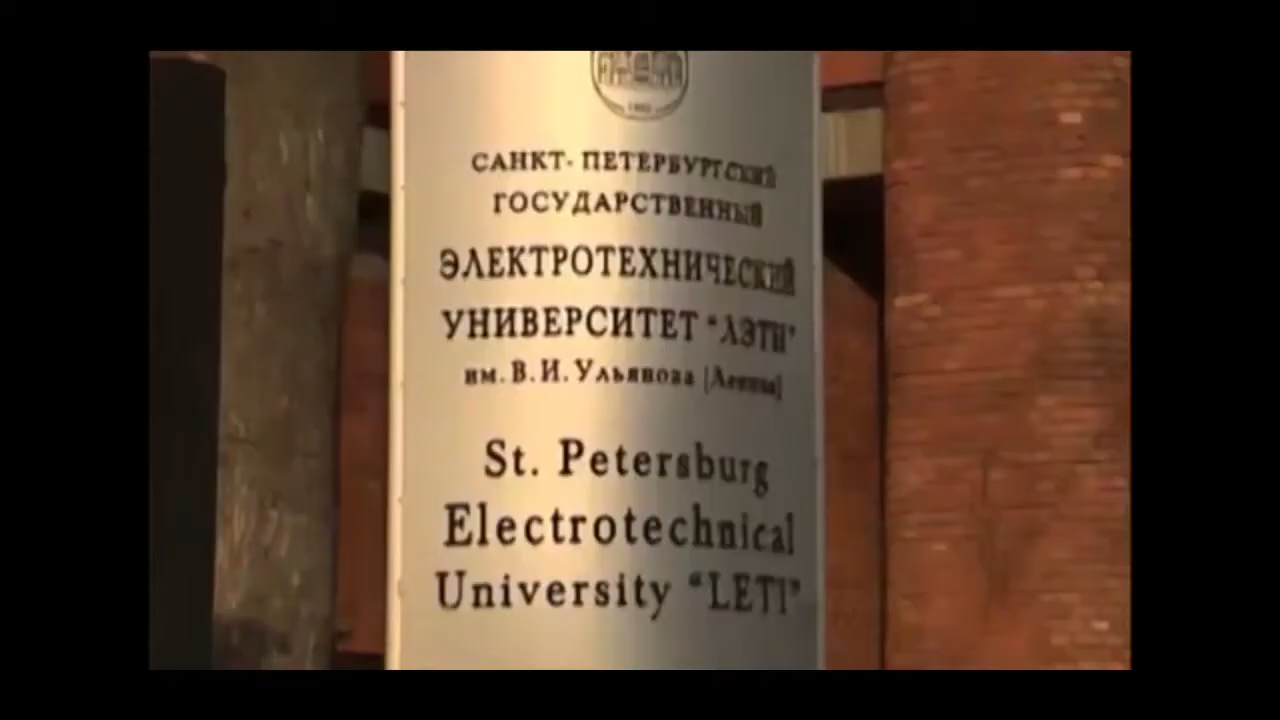 САНКТ-ПЕТЕРБУРГСКИЙ
ГОСУДАРСТВЕННЫЙ
ЭЛЕКТРОТЕХНИЧЕСКИЙ
УНИВЕРСИТЕТ "ЛЭТИ"
им. В. И. Ульянова (Ленина)
St. Petersburg
Electrotechnical
University "LETI"